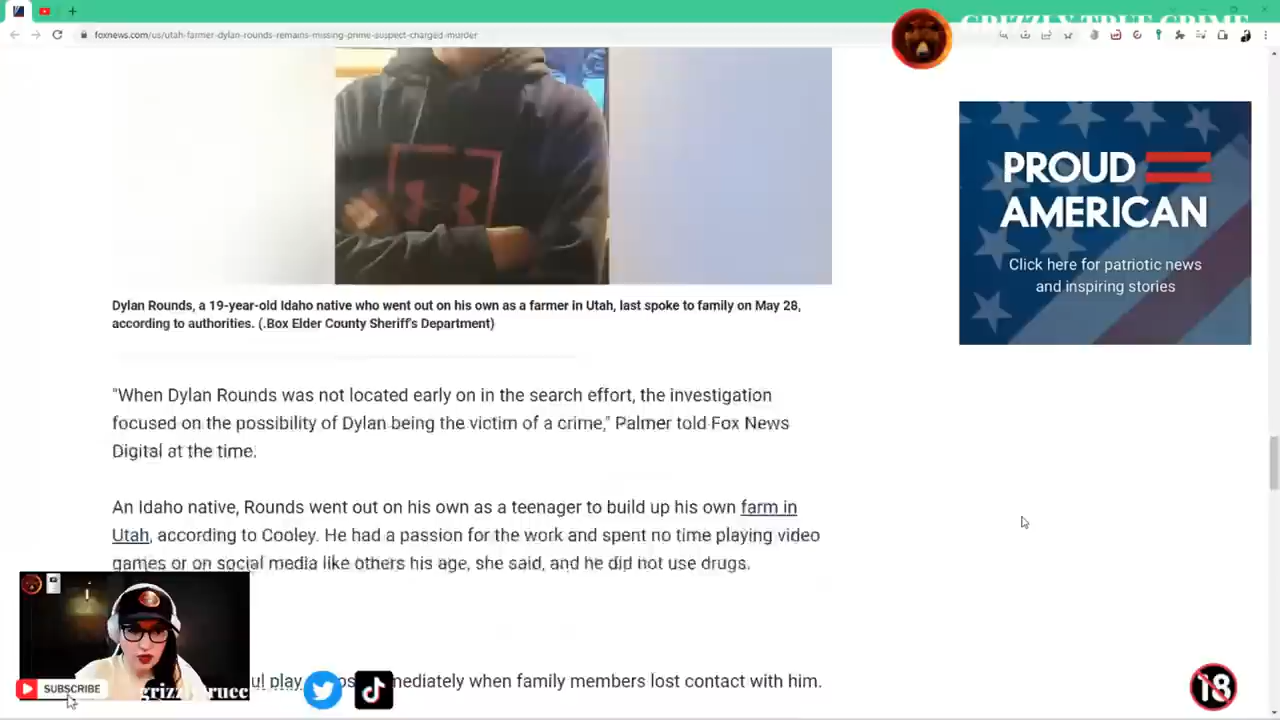 GRIZZLY TRUE CRIME
foxnews.com/us/utah-farmer-dylan-rounds-remains-missing-prime-suspect-charged-murder
PROUD
AMERICAN
Click here for patriotic news
and inspiring stories
Dylan Rounds, a 19-year-old Idaho native who went out on his own as a farmer in Utah, last spoke to family on May 28,
according to authorities. (.Box Elder County Sheriff's Department)
"When Dylan Rounds was not located early on in the search effort, the investigation
focused on the possibility of Dylan being the victim of a crime," Palmer told Fox News
Digital at the time.
An Idaho native, Rounds went out on his own as a teenager to build up his own farm in
Utah, according to Cooley. He had a passion for the work and spent no time playing video
games or on social media like others his age, she said, and he did not use drugs.
play mediately when family members lost contact with him.
SUBSCRIBE
18